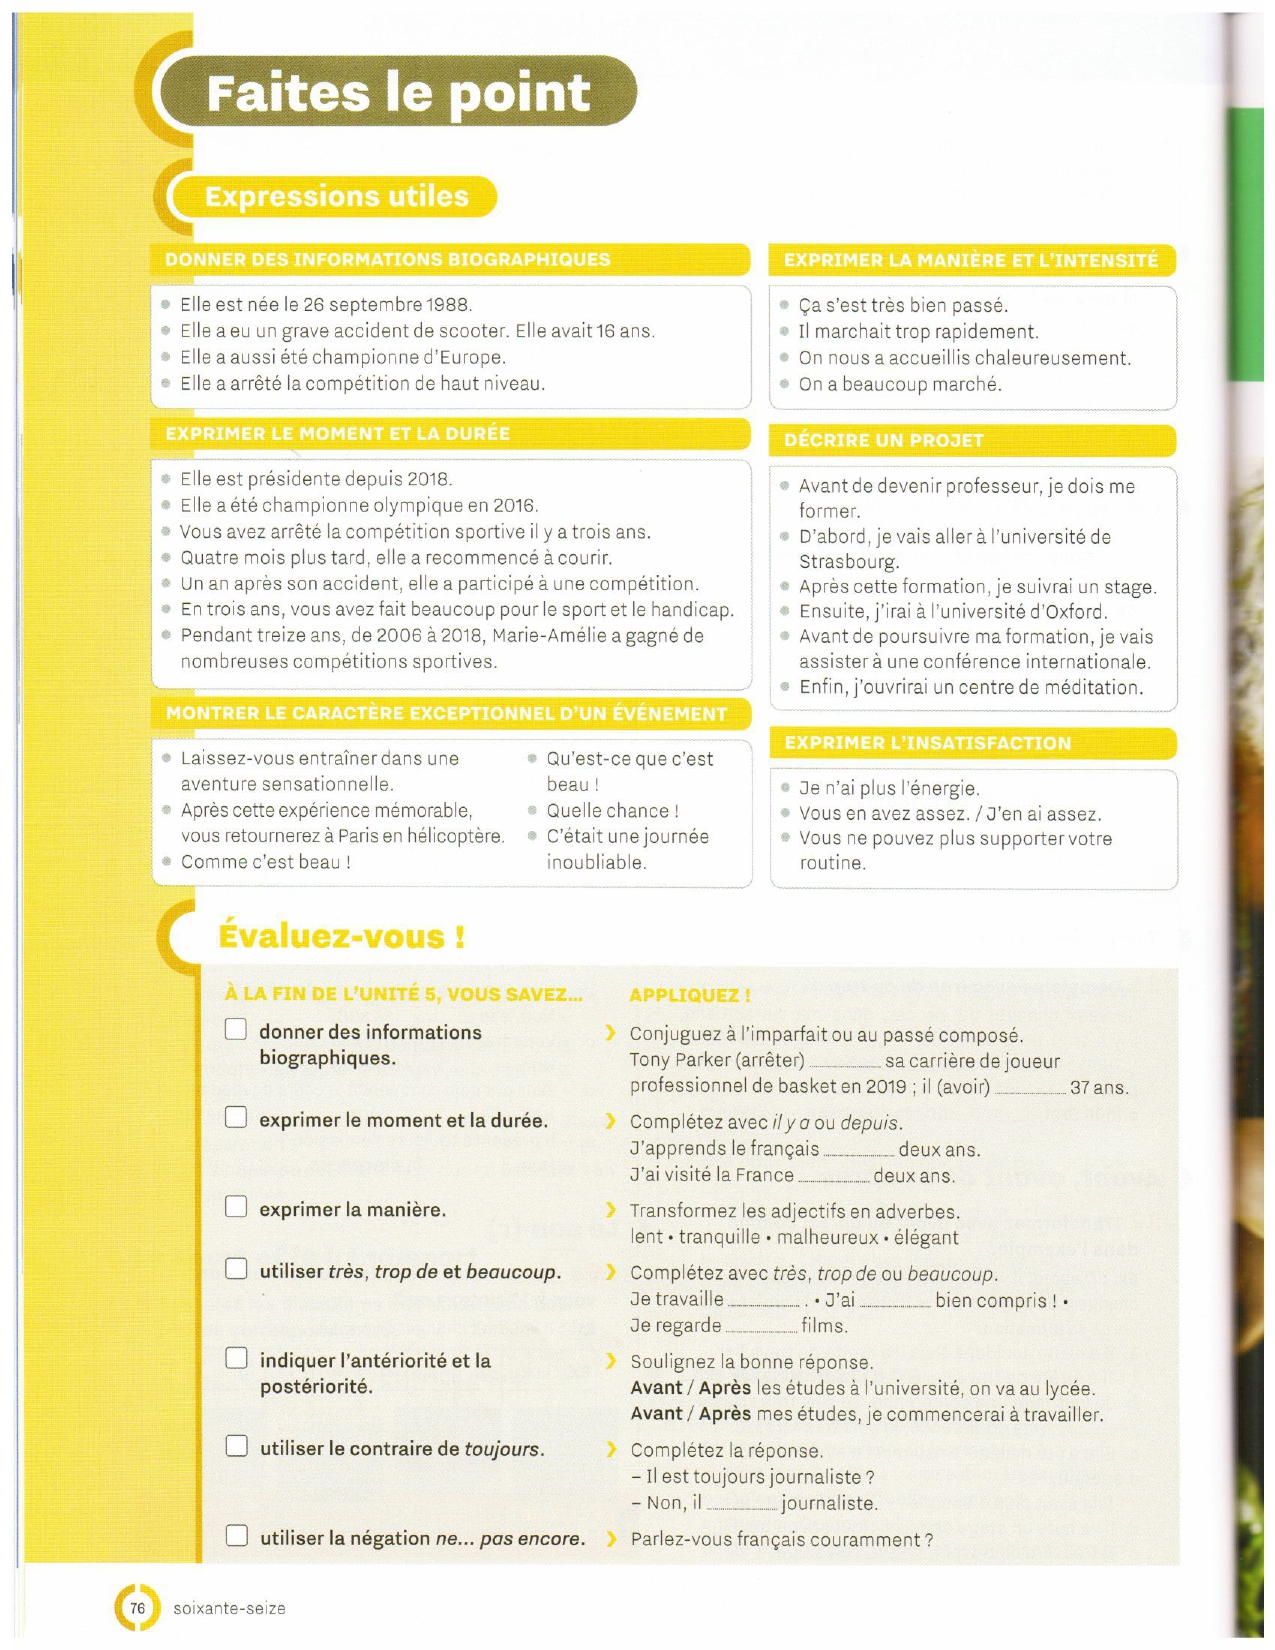 Faites le point
Expressions utiles
DONNER DES INFORMATIONS BIOGRAPHIQUES
• Elle est née le 26 septembre 1988.
• Elle a eu un grave accident de scooter. Elle avait 16 ans.
• Elle a aussi été championne d'Europe.
• Elle a arrêté la compétition de haut niveau.
EXPRIMER LE MOMENT ET LA DURÉE
• Elle est présidente depuis 2018.
• Elle a été championne olympique en 2016.
• Vous avez arrêté la compétition sportive il y a trois ans.
• Quatre mois plus tard, elle a recommencé à courir.
• Un an après son accident, elle a participé à une compétition.
• En trois ans, vous avez fait beaucoup pour le sport et le handicap.
• Pendant treize ans, de 2006 à 2018, Marie-Amélie a gagné de
nombreuses compétitions sportives.
MONTRER LE CARACTÈRE EXCEPTIONNEL D'UN ÉVÉNEMENT
• Laissez-vous entraîner dans une
aventure sensationnelle.
• Après cette expérience mémorable,
vous retournerez à Paris en hélicoptère.
• Comme c'est beau !
• Qu'est-ce que c'est
beau !
• Quelle chance !
• C'était une journée
inoubliable.
EXPRIMER LA MANIÈRE ET L'INTENSITÉ
• Ça s'est très bien passé.
• Il marchait trop rapidement.
• On nous a accueillis chaleureusement.
• On a beaucoup marché.
DÉCRIRE UN PROJET
• Avant de devenir professeur, je dois me
former.
• D'abord, je vais aller à l'université de
Strasbourg.
• Après cette formation, je suivrai un stage.
• Ensuite, j'irai à l'université d'Oxford.
• Avant de poursuivre ma formation, je vais
assister à une conférence internationale.
• Enfin, j'ouvrirai un centre de méditation.
EXPRIMER L'INSATISFACTION
• Je n'ai plus l'énergie.
• Vous en avez assez. / J'en ai assez.
• Vous ne pouvez plus supporter votre
routine.
Évaluez-vous !
À LA FIN DE L'UNITÉ 5, VOUS SAVEZ...
APPLIQUEZ !
donner des informations
biographiques.
› Conjuguez à l'imparfait ou au passé composé.
Tony Parker (arrêter) ________ sa carrière de joueur
professionnel de basket en 2019 ; il (avoir) ________ 37 ans.
exprimer le moment et la durée.
› Complétez avec il y a ou depuis.
J'apprends le français ________ deux ans.
J'ai visité la France ________ deux ans.
exprimer la manière.
› Transformez les adjectifs en adverbes.
lent • tranquille • malheureux • élégant
utiliser très, trop de et beaucoup.
› Complétez avec très, trop de ou beaucoup.
Je travaille ________ . • J'ai ________ bien compris ! •
Je regarde ________ films.
indiquer l'antériorité et la
postériorité.
› Soulignez la bonne réponse.
Avant / Après les études à l'université, on va au lycée.
Avant / Après mes études, je commencerai à travailler.
utiliser le contraire de toujours.
› Complétez la réponse.
– Il est toujours journaliste ?
– Non, il ________ journaliste.
utiliser la négation ne... pas encore.
› Parlez-vous français couramment ?
76 soixante-seize